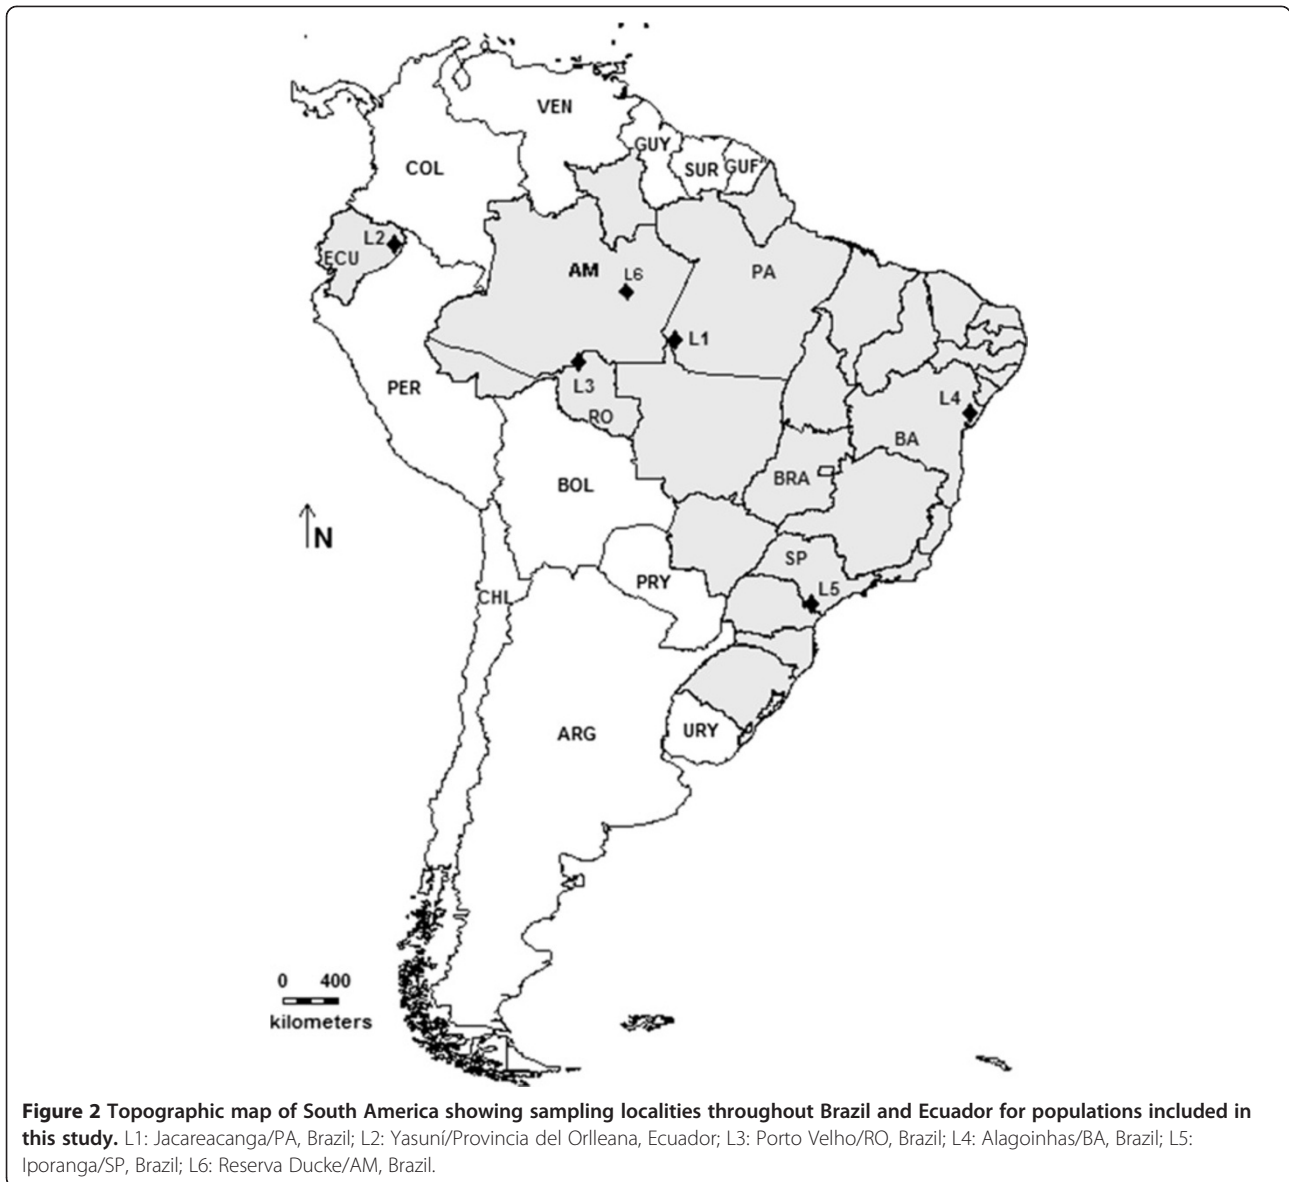 VEN
GUY
COL
SUR
GUF
L2
ECU
AM
L6
PA
L1
PER
L3
RO
L4
BA
BOL
BRA
N
SP
PRY
L5
CHL
ARG
URY
0 400
kilometers
Figure 2 Topographic map of South America showing sampling localities throughout Brazil and Ecuador for populations included in
this study. L1: Jacareacanga/PA, Brazil; L2: Yasuní/Provincia del Orlleana, Ecuador; L3: Porto Velho/RO, Brazil; L4: Alagoinhas/BA, Brazil; L5:
Iporanga/SP, Brazil; L6: Reserva Ducke/AM, Brazil.